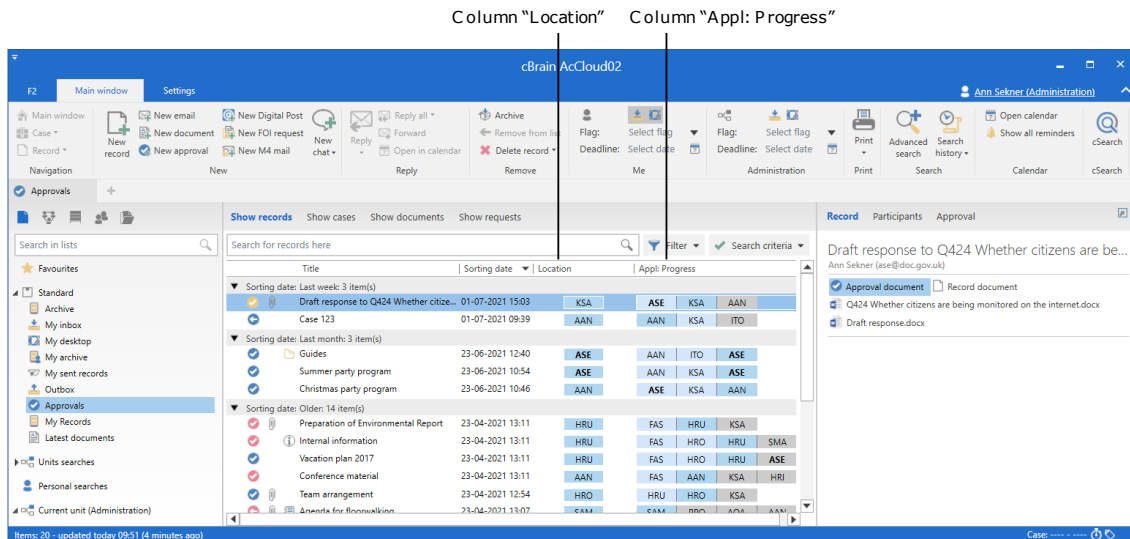 Column “Location” Column “Appl: Progress”
cBrain AcCloud02
F2 Main window Settings Ann Sekner (Administration)
Main window
Case
Record
Navigation
New record
New email
New document
New approval
New Digital Post
New FOI request
New M4 mail
New chat
New
Reply
Reply all
Forward
Open in calendar
Reply
Archive
Remove from list
Delete record
Remove
Flag: Select flag
Deadline: Select date
Me
Flag: Select flag
Deadline: Select date
Administration
Print
Print
Advanced search
Search history
Search
Open calendar
Show all reminders
Calendar
cSearch
cSearch
Approvals
Search in lists
Favourites
Standard
Archive
My inbox
My desktop
My archive
My sent records
Outbox
Approvals
My Records
Latest documents
Units searches
Personal searches
Current unit (Administration)
Show records Show cases Show documents Show requests
Search for records here Filter Search criteria
Title Sorting date Location Appl: Progress
Sorting date: Last week: 3 item(s)
Draft response to Q424 Whether citize... 01-07-2021 15:03 KSA ASE KSA AAN
Case 123 01-07-2021 09:39 AAN AAN KSA ITO
Sorting date: Last month: 3 item(s)
Guides 23-06-2021 12:40 ASE AAN ITO ASE
Summer party program 23-06-2021 10:54 ASE AAN KSA ASE
Christmas party program 23-06-2021 10:46 AAN ASE KSA AAN
Sorting date: Older: 14 item(s)
Preparation of Environmental Report 23-04-2021 13:11 HRU FAS HRU KSA
Internal information 23-04-2021 13:11 HRU FAS HRO HRU SMA
Vacation plan 2017 23-04-2021 13:11 HRU FAS HRO HRU ASE
Conference material 23-04-2021 13:11 AAN FAS AAN KSA HRI
Team arrangement 23-04-2021 12:54 HRO HRU HRO KSA
Agenda for floorwalking 23-04-2021 13:07 SAM SAM PPO AOA AAN
Record Participants Approval
Draft response to Q424 Whether citizens are be...
Ann Sekner (ase@doc.gov.uk)
Approval document Record document
Q424 Whether citizens are being monitored on the internet.docx
Draft response.docx
Items: 20 - updated today 09:51 (4 minutes ago) Case: ---- - ----